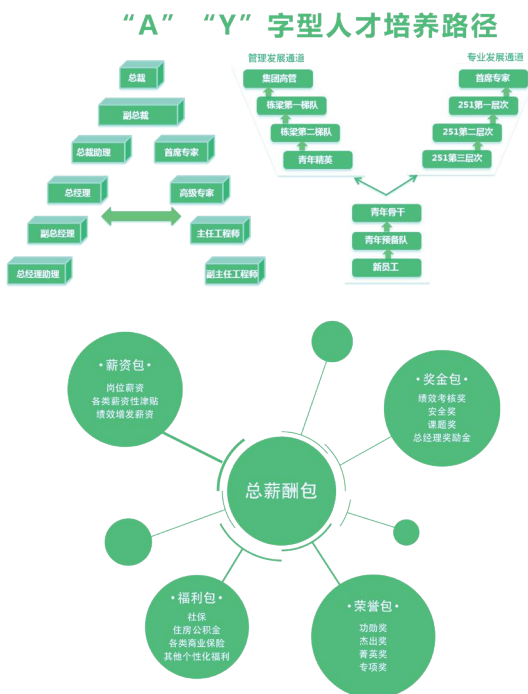 “A” “Y”字型人才培养路径
总裁
副总裁
总裁助理
首席专家
总经理
高级专家
副总经理
主任工程师
总经理助理
副主任工程师
管理发展通道
专业发展通道
集团高管
首席专家
栋梁第一梯队
251第一层次
栋梁第二梯队
251第二层次
青年精英
251第三层次
青年骨干
青年预备队
新员工
·薪资包·
岗位薪资
各类薪资性津贴
绩效增发薪资
·奖金包·
绩效考核奖
安全奖
课题奖
总经理奖励金
总薪酬包
·福利包·
社保
住房公积金
各类商业保险
其他个性化福利
·荣誉包·
功勋奖
杰出奖
菁英奖
专项奖